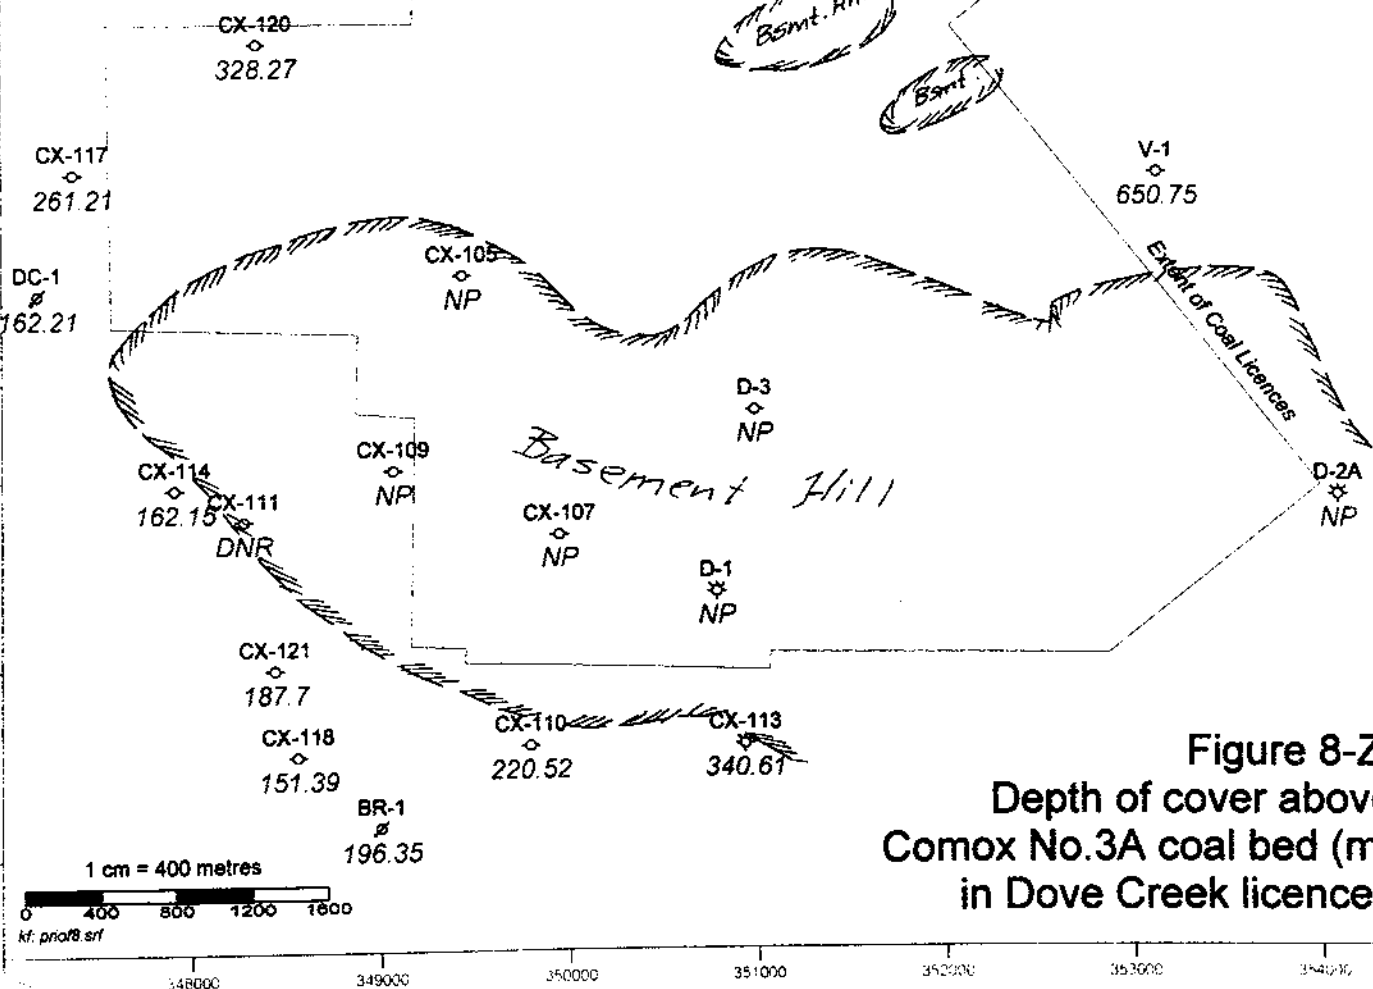 CX-120
328.27
Bsmt.
Bsmt
CX-117
261.21
V-1
650.75
DC-1
162.21
CX-105
NP
Extent of Coal Licences
D-3
NP
CX-109
NP
Basement Hill
CX-114
162.15
CX-111
DNR
CX-107
NP
D-2A
NP
D-1
NP
CX-121
187.7
CX-118
151.39
CX-110
220.52
CX-113
340.61
BR-1
196.35
Figure 8-Z
Depth of cover above
Comox No.3A coal bed (m
in Dove Creek licence
1 cm = 400 metres
0 400 800 1200 1600
kf: priof8.srf
348000 349000 350000 351000 352000 353000 354000